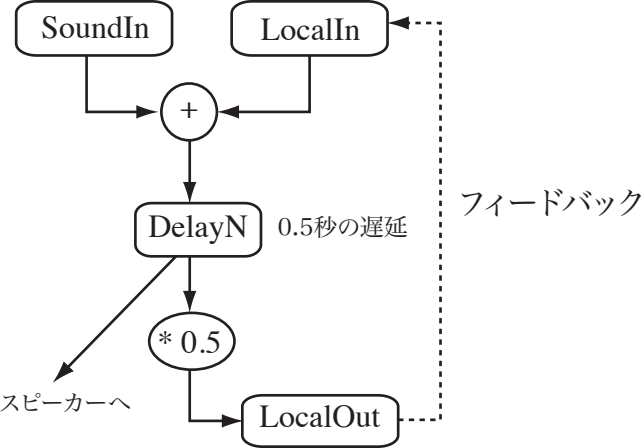 SoundIn
LocalIn
+
フィードバック
DelayN
0.5秒の遅延
* 0.5
スピーカーへ
LocalOut